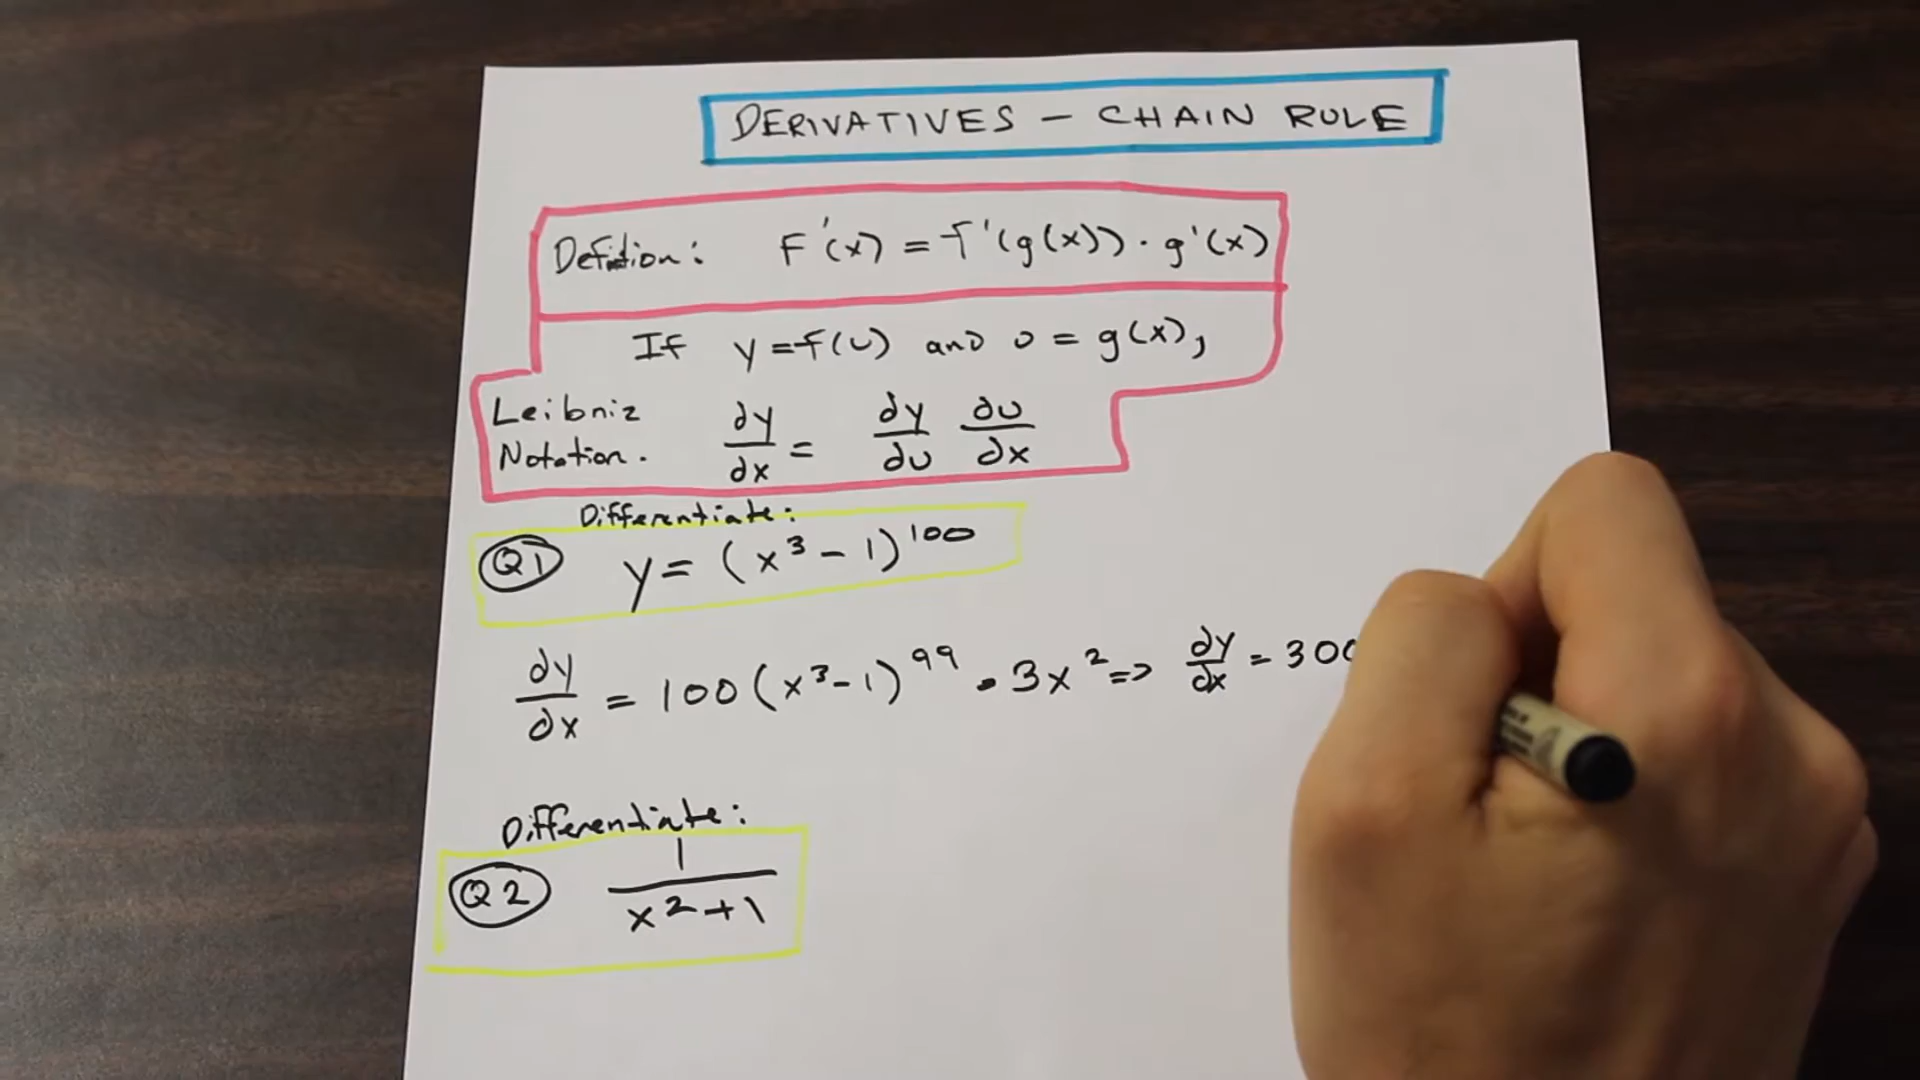 DERIVATIVES - CHAIN RULE
Defintion: F'(x) = f'(g(x)) · g'(x)
If y = f(u) and u = g(x),
Leibniz Notation. dy/dx = dy/du du/dx
Differentiate:
Q1 y = (x³ - 1)¹⁰⁰
dy/dx = 100(x³ - 1)⁹⁹ · 3x² => dy/dx = 300
Differentiate:
Q2 1/(x² + 1)